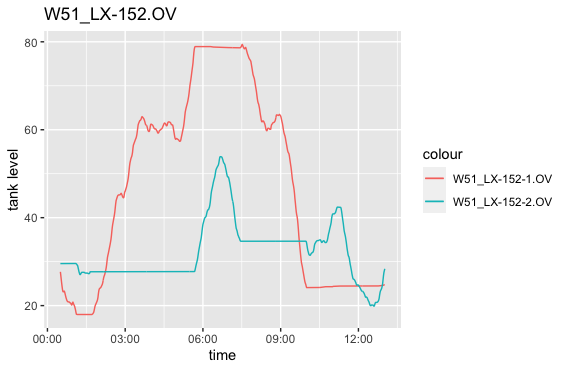 W51_LX-152.OV
80
60
40
20
tank level
00:00 03:00 06:00 09:00 12:00
time
colour
W51_LX-152-1.OV
W51_LX-152-2.OV